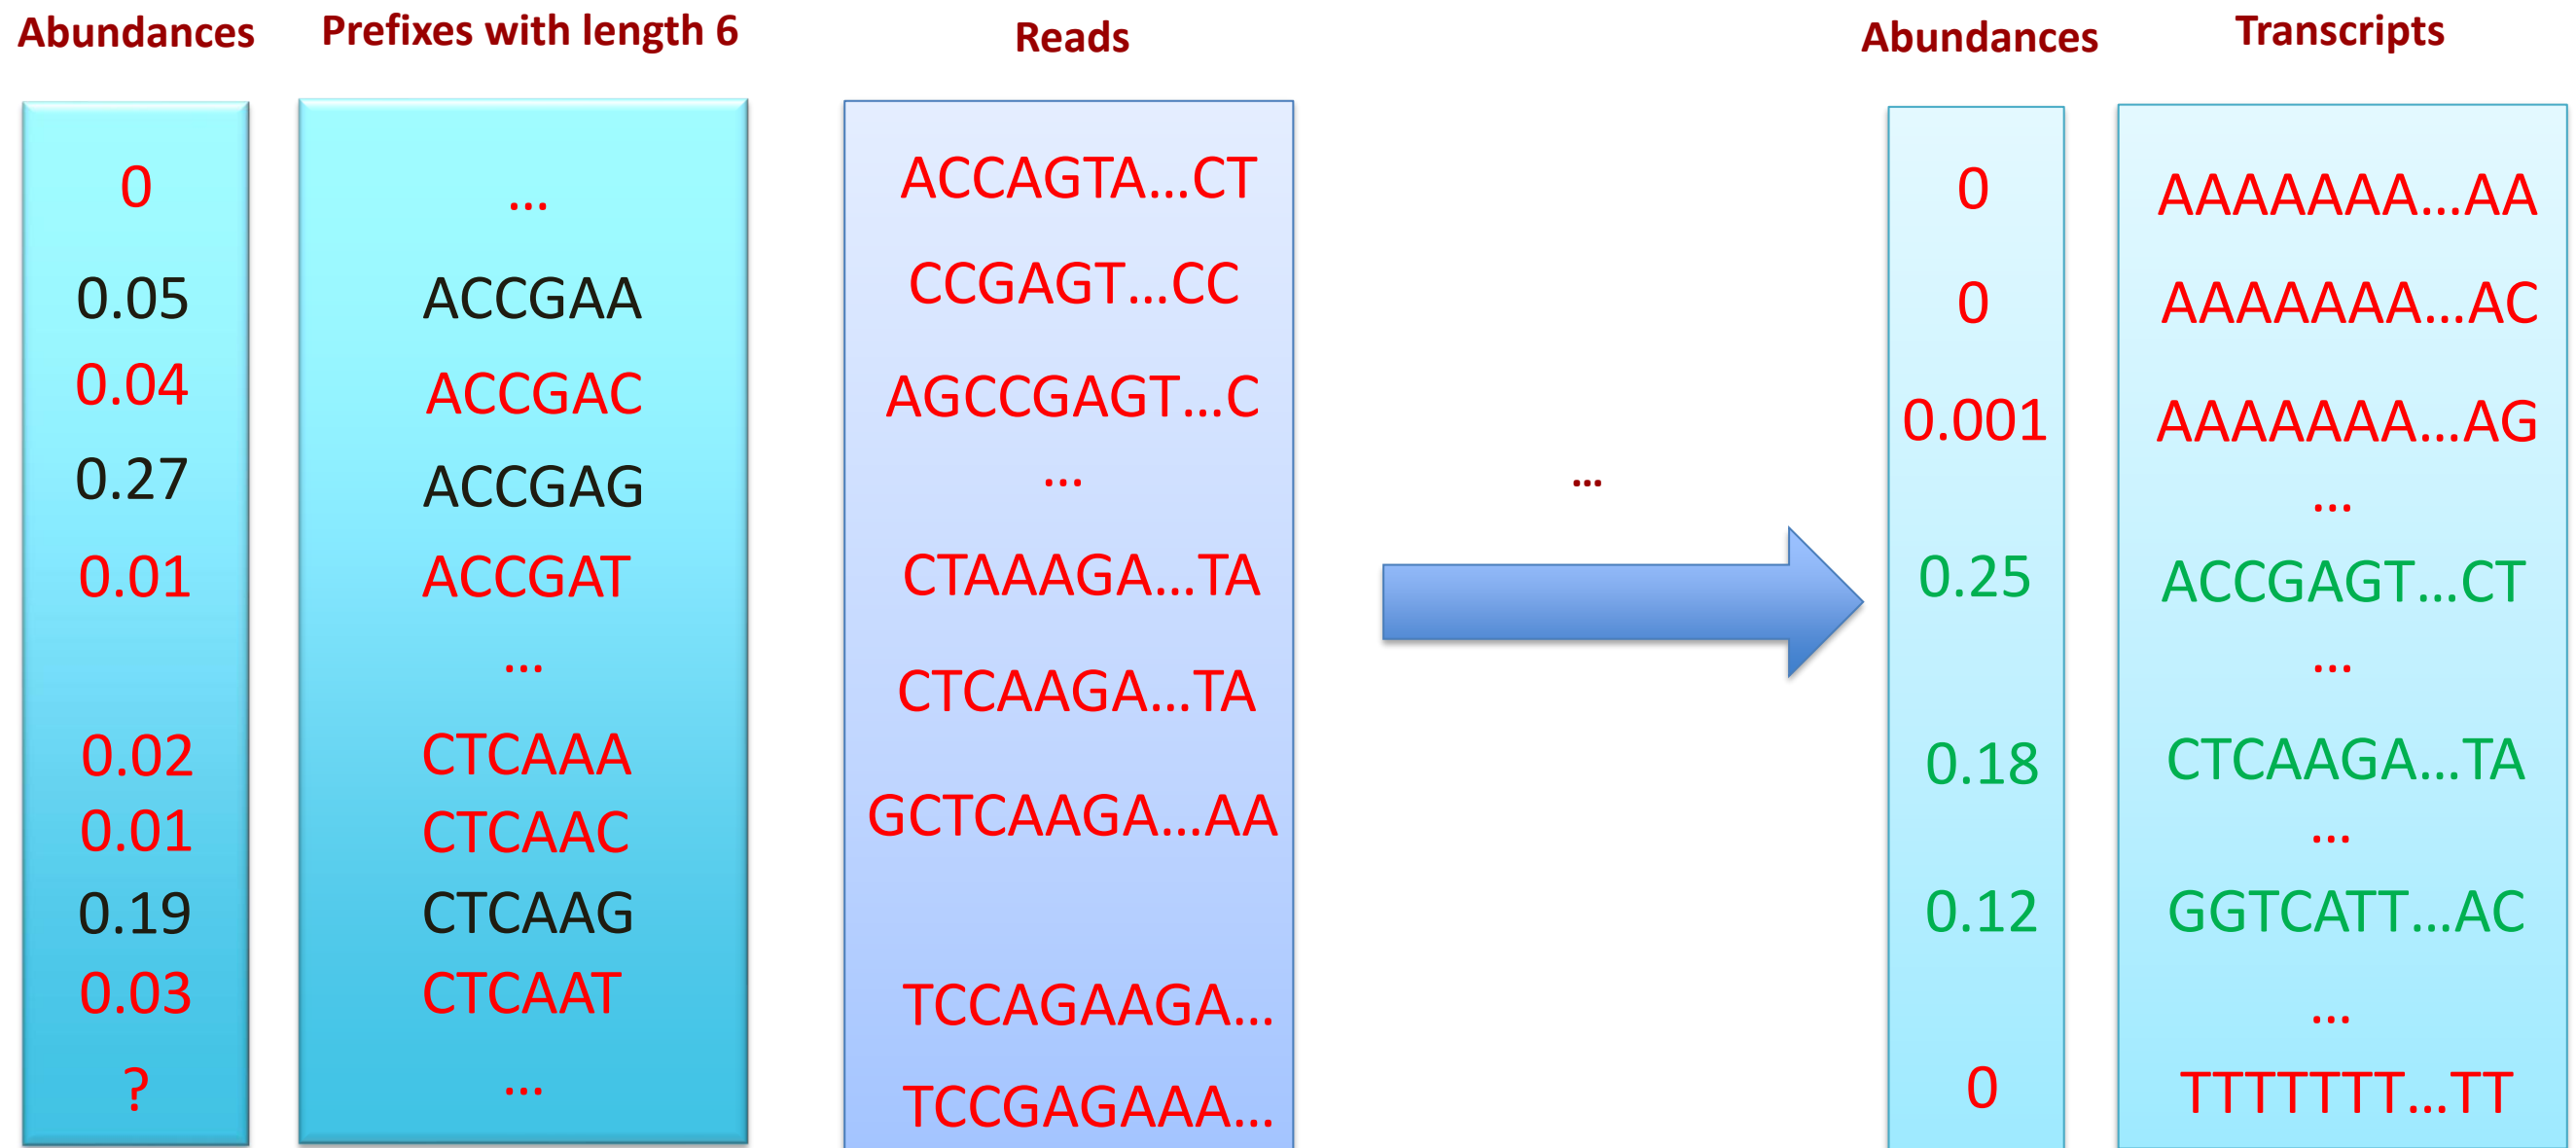 Abundances
0
0.05
0.04
0.27
0.01
0.02
0.01
0.19
0.03
?
Prefixes with length 6
...
ACCGAA
ACCGAC
ACCGAG
ACCGAT
...
CTCAAA
CTCAAC
CTCAAG
CTCAAT
...
Reads
ACCAGTA...CT
CCGAGT...CC
AGCCGAGT...C
...
CTAAAGA...TA
CTCAAGA...TA
GCTCAAGA...AA
TCCAGAAGA...
TCCGAGAAA...
...
Abundances
0
0
0.001
0.25
0.18
0.12
0
Transcripts
AAAAAAA...AA
AAAAAAA...AC
AAAAAAA...AG
...
ACCGAGT...CT
...
CTCAAGA...TA
...
GGTCATT...AC
...
TTTTTTT...TT